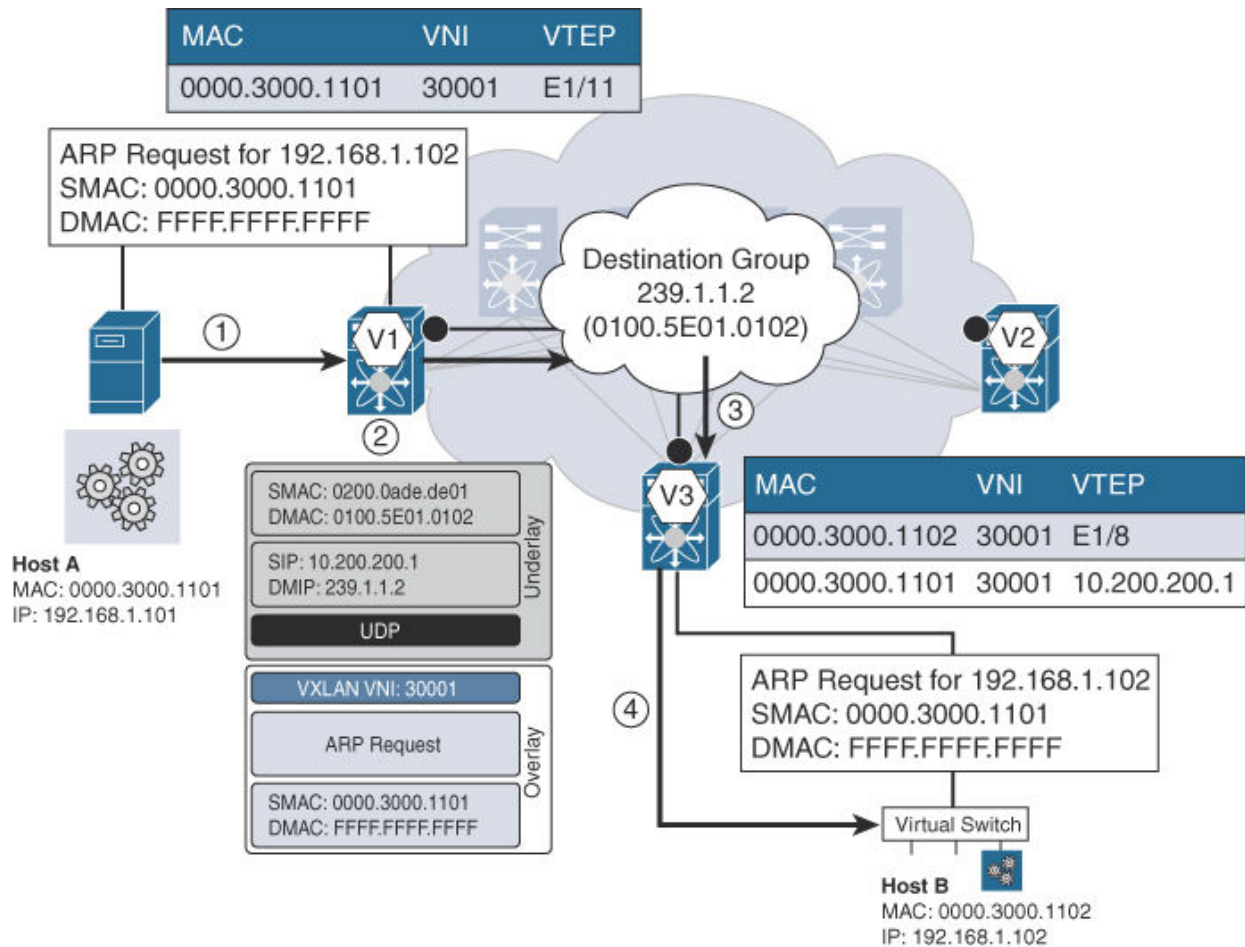 MAC VNI VTEP
0000.3000.1101 30001 E1/11
ARP Request for 192.168.1.102
SMAC: 0000.3000.1101
DMAC: FFFF.FFFF.FFFF
Destination Group
239.1.1.2
(0100.5E01.0102)
1
V1
V2
2
3
V3
SMAC: 0200.0ade.de01
DMAC: 0100.5E01.0102
SIP: 10.200.200.1
DMIP: 239.1.1.2
UDP
Underlay
VXLAN VNI: 30001
ARP Request
SMAC: 0000.3000.1101
DMAC: FFFF.FFFF.FFFF
Overlay
Host A
MAC: 0000.3000.1101
IP: 192.168.1.101
MAC VNI VTEP
0000.3000.1102 30001 E1/8
0000.3000.1101 30001 10.200.200.1
4
ARP Request for 192.168.1.102
SMAC: 0000.3000.1101
DMAC: FFFF.FFFF.FFFF
Virtual Switch
Host B
MAC: 0000.3000.1102
IP: 192.168.1.102